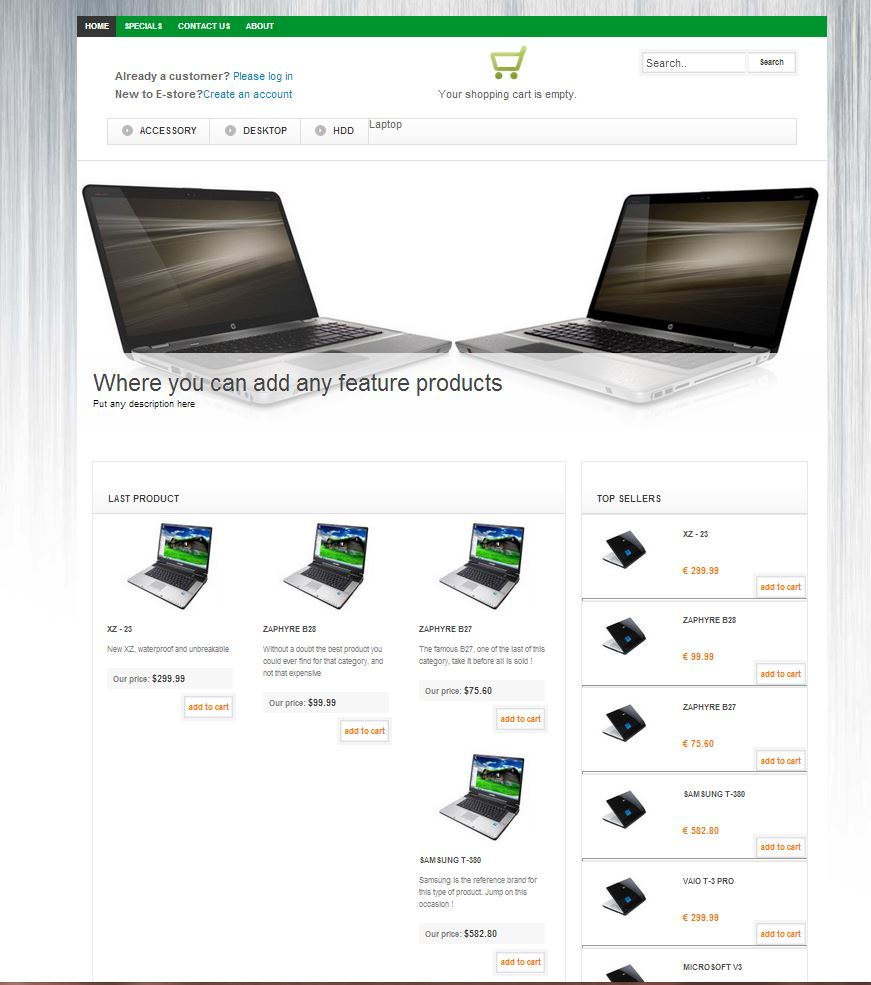 HOME SPECIALS CONTACT US ABOUT
Already a customer? Please log in
New to E-store?Create an account
Your shopping cart is empty.
Search.. Search
ACCESSORY DESKTOP HDD Laptop
Where you can add any feature products
Put any description here
LAST PRODUCT
XZ - 23
New XZ, waterproof and unbreakable
Our price: $299.99
add to cart
ZAPHYRE B28
Without a doubt the best product you
could ever find for that category, and
not that expensive.
Our price: $99.99
add to cart
ZAPHYRE B27
The famous B27, one of the last of this
category, take it before all is sold !
Our price: $75.60
add to cart
SAMSUNG T-380
Samsung is the reference brand for
this type of product. Jump on this
occasion !
Our price: $582.80
add to cart
TOP SELLERS
XZ - 23
€ 299.99
add to cart
ZAPHYRE B28
€ 99.99
add to cart
ZAPHYRE B27
€ 75.60
add to cart
SAMSUNG T-380
€ 582.80
add to cart
VAIO T-3 PRO
€ 299.99
add to cart
MICROSOFT V3